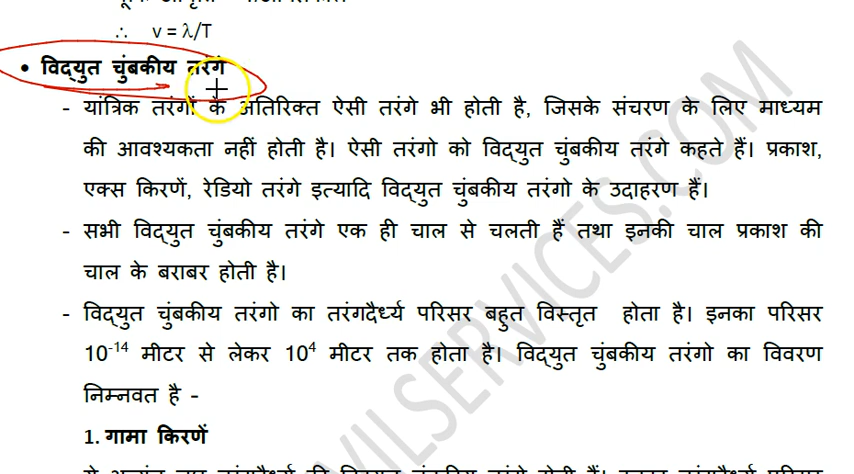 ∴ v = λ/T
• विद्युत चुंबकीय तरंगे
- यांत्रिक तरंगों के अतिरिक्त ऐसी तरंगे भी होती है, जिसके संचरण के लिए माध्यम
की आवश्यकता नहीं होती है। ऐसी तरंगो को विद्युत चुंबकीय तरंगे कहते हैं। प्रकाश,
एक्स किरणें, रेडियो तरंगे इत्यादि विद्युत चुंबकीय तरंगो के उदाहरण हैं।
- सभी विद्युत चुंबकीय तरंगे एक ही चाल से चलती हैं तथा इनकी चाल प्रकाश की
चाल के बराबर होती है।
- विद्युत चुंबकीय तरंगो का तरंगदैर्ध्य परिसर बहुत विस्तृत होता है। इनका परिसर
10⁻¹⁴ मीटर से लेकर 10⁴ मीटर तक होता है। विद्युत चुंबकीय तरंगो का विवरण
निम्नवत है -
1. गामा किरणें
VILSERVICES.COM